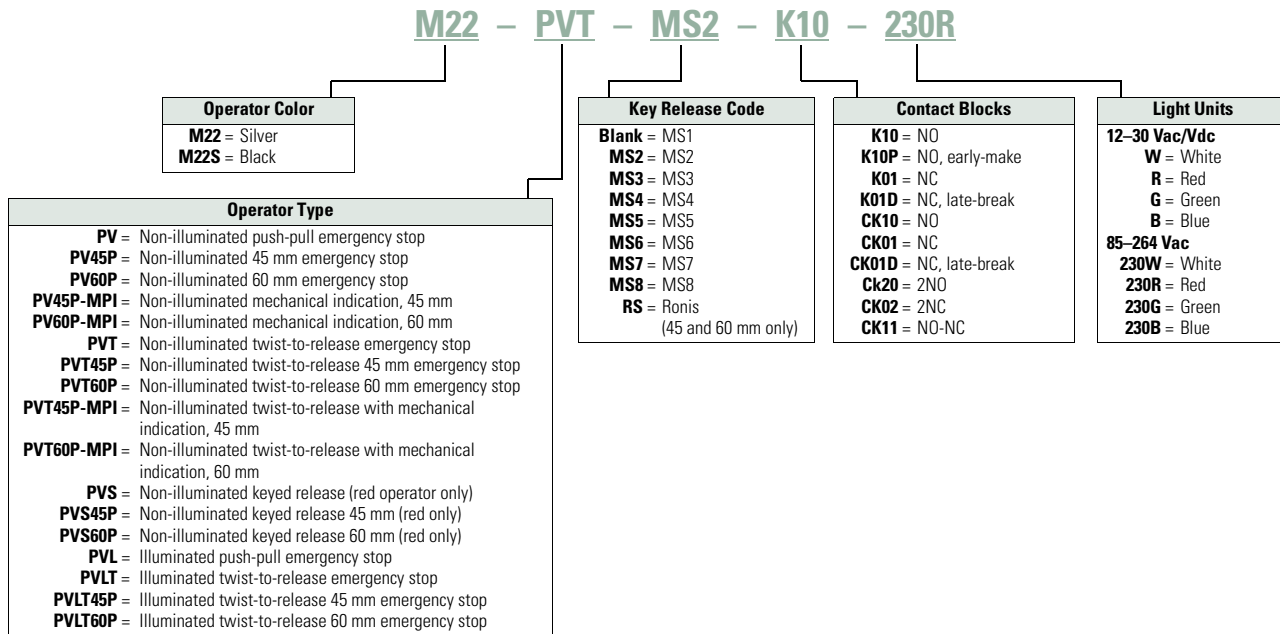 M22 – PVT – MS2 – K10 – 230R
Operator Color
M22 = Silver
M22S = Black
Operator Type
PV = Non-illuminated push-pull emergency stop
PV45P = Non-illuminated 45 mm emergency stop
PV60P = Non-illuminated 60 mm emergency stop
PV45P-MPI = Non-illuminated mechanical indication, 45 mm
PV60P-MPI = Non-illuminated mechanical indication, 60 mm
PVT = Non-illuminated twist-to-release emergency stop
PVT45P = Non-illuminated twist-to-release 45 mm emergency stop
PVT60P = Non-illuminated twist-to-release 60 mm emergency stop
PVT45P-MPI = Non-illuminated twist-to-release with mechanical
indication, 45 mm
PVT60P-MPI = Non-illuminated twist-to-release with mechanical
indication, 60 mm
PVS = Non-illuminated keyed release (red operator only)
PVS45P = Non-illuminated keyed release 45 mm (red only)
PVS60P = Non-illuminated keyed release 60 mm (red only)
PVL = Illuminated push-pull emergency stop
PVLT = Illuminated twist-to-release emergency stop
PVLT45P = Illuminated twist-to-release 45 mm emergency stop
PVLT60P = Illuminated twist-to-release 60 mm emergency stop
Key Release Code
Blank = MS1
MS2 = MS2
MS3 = MS3
MS4 = MS4
MS5 = MS5
MS6 = MS6
MS7 = MS7
MS8 = MS8
RS = Ronis
(45 and 60 mm only)
Contact Blocks
K10 = NO
K10P = NO, early-make
K01 = NC
K01D = NC, late-break
CK10 = NO
CK01 = NC
CK01D = NC, late-break
Ck20 = 2NO
CK02 = 2NC
CK11 = NO-NC
Light Units
12–30 Vac/Vdc
W = White
R = Red
G = Green
B = Blue
85–264 Vac
230W = White
230R = Red
230G = Green
230B = Blue